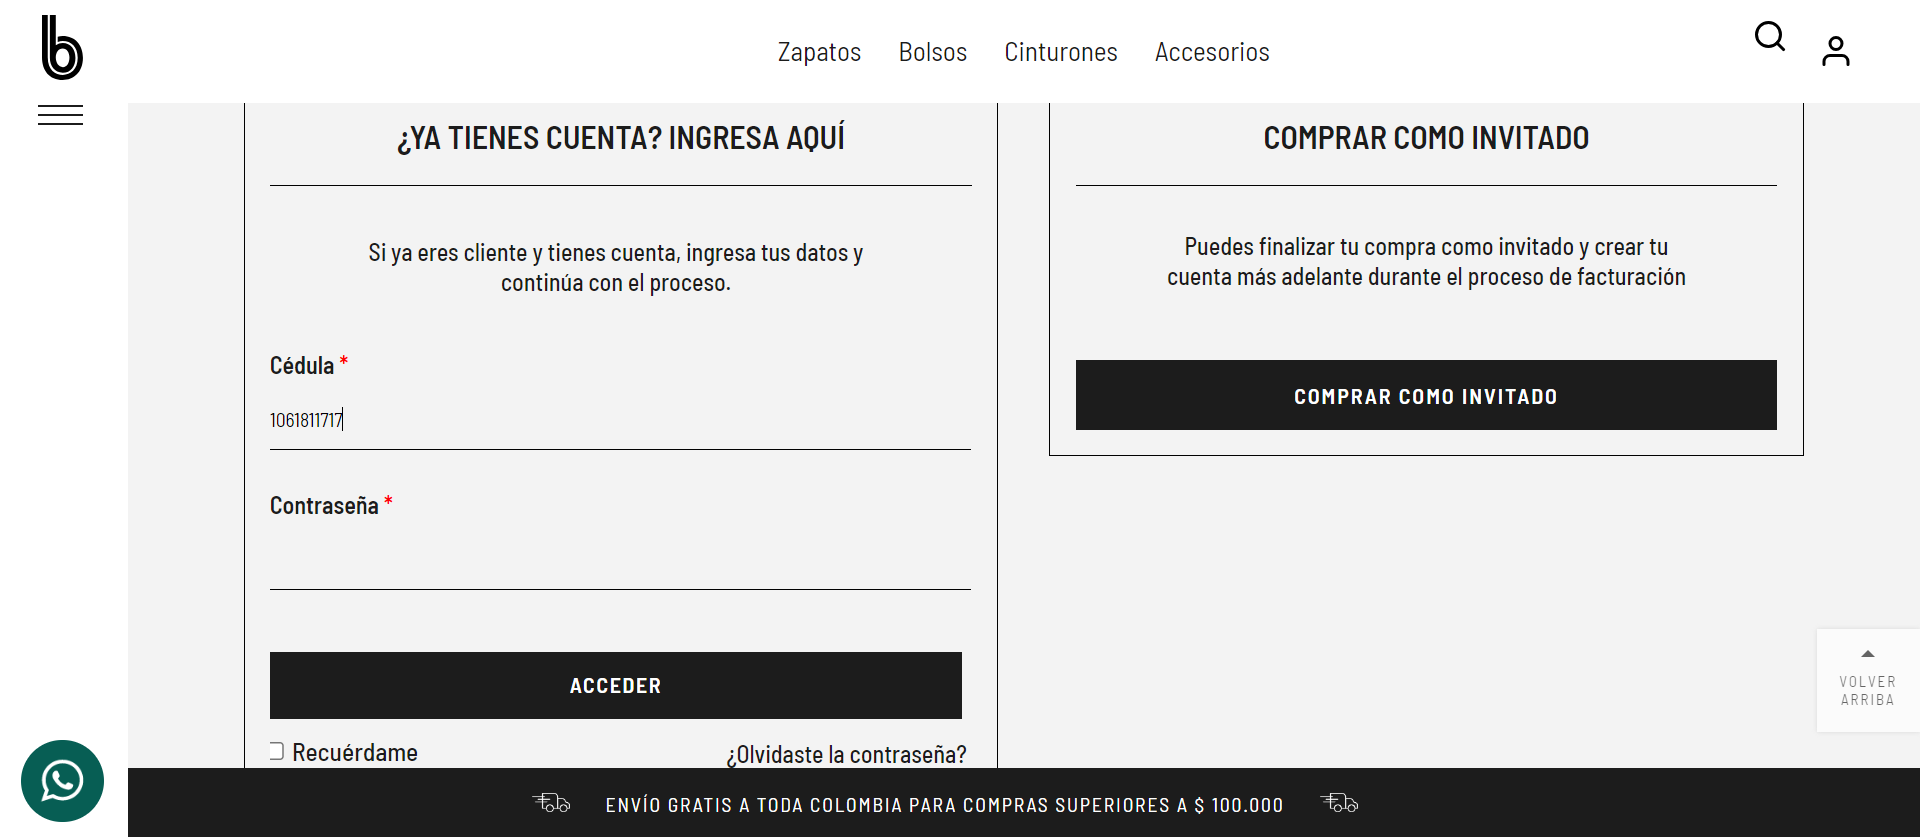 b
Zapatos Bolsos Cinturones Accesorios
¿YA TIENES CUENTA? INGRESA AQUÍ
Si ya eres cliente y tienes cuenta, ingresa tus datos y
continúa con el proceso.
Cédula *
1061811717
Contraseña *
ACCEDER
Recuérdame
¿Olvidaste la contraseña?
COMPRAR COMO INVITADO
Puedes finalizar tu compra como invitado y crear tu
cuenta más adelante durante el proceso de facturación
COMPRAR COMO INVITADO
VOLVER
ARRIBA
ENVÍO GRATIS A TODA COLOMBIA PARA COMPRAS SUPERIORES A $ 100.000